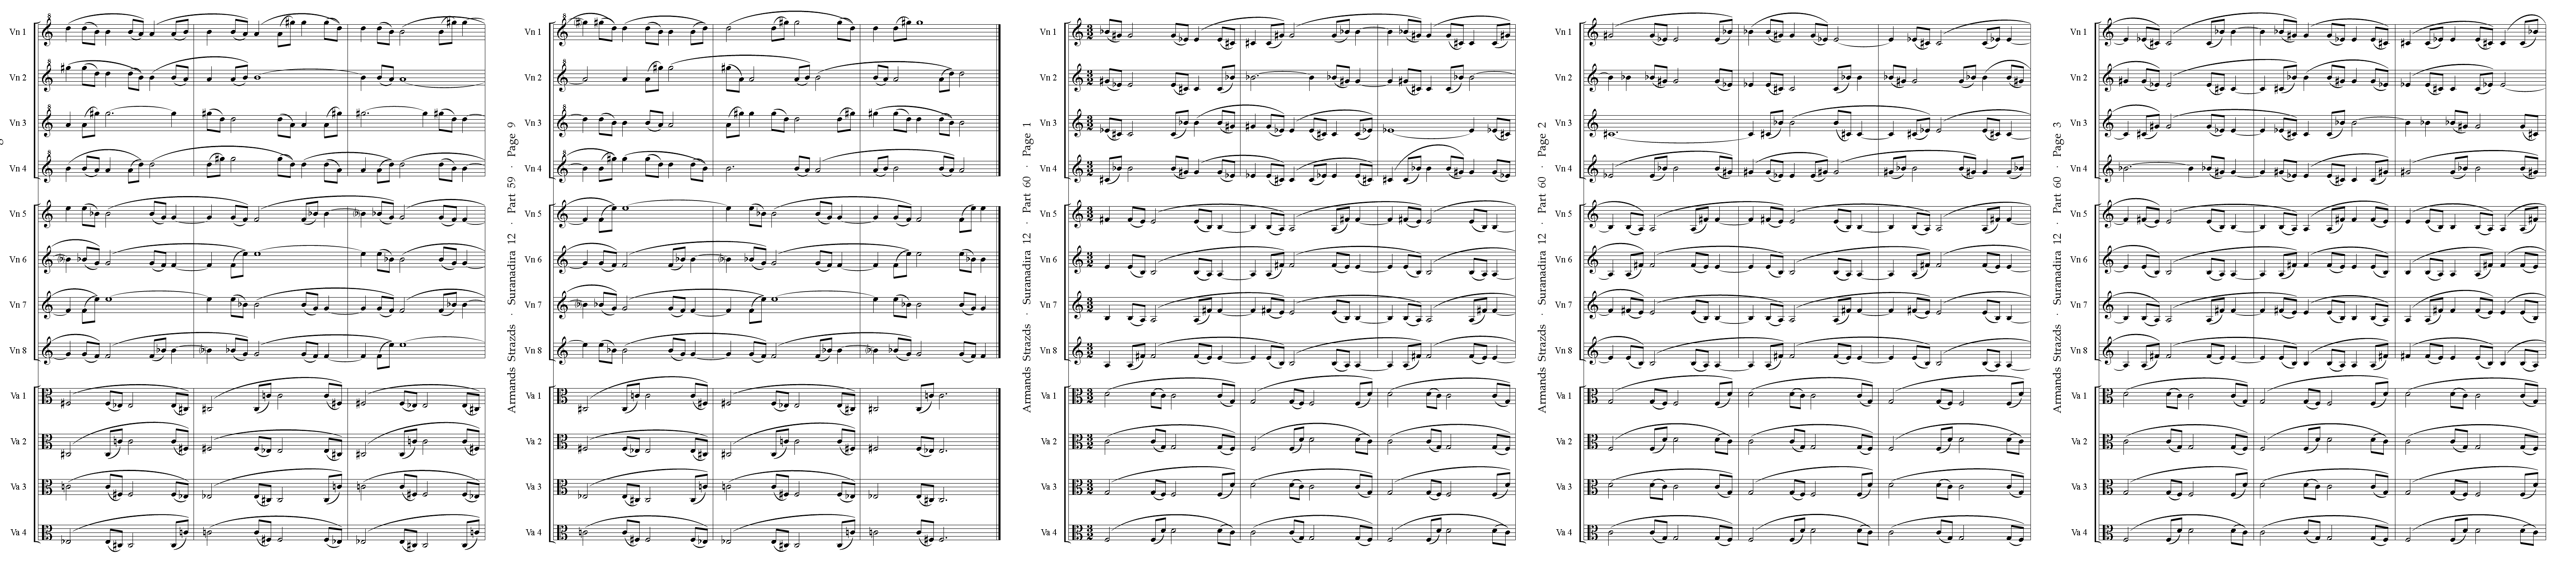 Vn 1
Vn 2
Vn 3
Vn 4
Vn 5
Vn 6
Vn 7
Vn 8
Va 1
Va 2
Va 3
Va 4
Armands Strazds · Suranadira 12 · Part 59 · Page 9
Vn 1
Vn 2
Vn 3
Vn 4
Vn 5
Vn 6
Vn 7
Vn 8
Va 1
Va 2
Va 3
Va 4
Armands Strazds · Suranadira 12 · Part 60 · Page 1
Vn 1
Vn 2
Vn 3
Vn 4
Vn 5
Vn 6
Vn 7
Vn 8
Va 1
Va 2
Va 3
Va 4
Armands Strazds · Suranadira 12 · Part 60 · Page 2
Vn 1
Vn 2
Vn 3
Vn 4
Vn 5
Vn 6
Vn 7
Vn 8
Va 1
Va 2
Va 3
Va 4
Armands Strazds · Suranadira 12 · Part 60 · Page 3
Vn 1
Vn 2
Vn 3
Vn 4
Vn 5
Vn 6
Vn 7
Vn 8
Va 1
Va 2
Va 3
Va 4